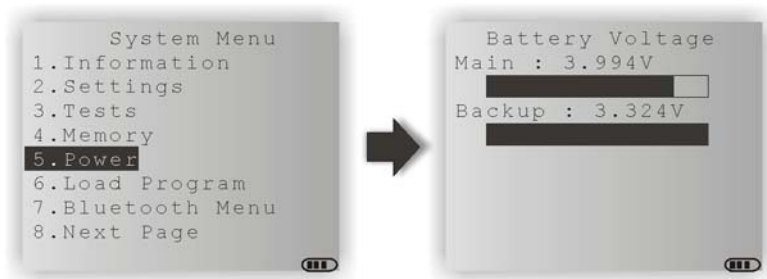 System Menu
1.Information
2.Settings
3.Tests
4.Memory
5.Power
6.Load Program
7.Bluetooth Menu
8.Next Page
Battery Voltage
Main : 3.994V
Backup : 3.324V